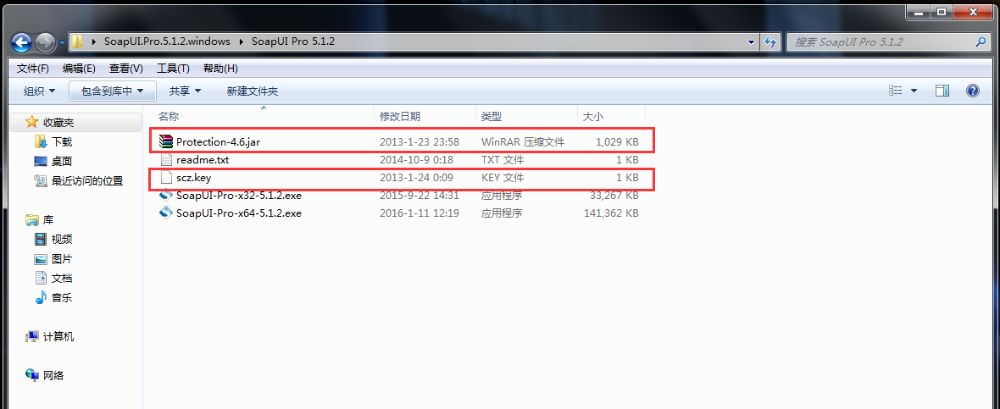 SoapUI.Pro.5.1.2.windows SoapUI Pro 5.1.2 搜索 SoapUI Pro 5.1.2
文件(F) 编辑(E) 查看(V) 工具(T) 帮助(H)
组织 包含到库中 共享 新建文件夹
名称 修改日期 类型 大小
收藏夹
下载
桌面
最近访问的位置
库
视频
图片
文档
音乐
计算机
网络
Protection-4.6.jar 2013-1-23 23:58 WinRAR 压缩文件 1,029 KB
readme.txt 2014-10-9 0:18 TXT 文件 1 KB
scz.key 2013-1-24 0:09 KEY 文件 1 KB
SoapUI-Pro-x32-5.1.2.exe 2015-9-22 14:31 应用程序 33,267 KB
SoapUI-Pro-x64-5.1.2.exe 2016-1-11 12:19 应用程序 141,362 KB